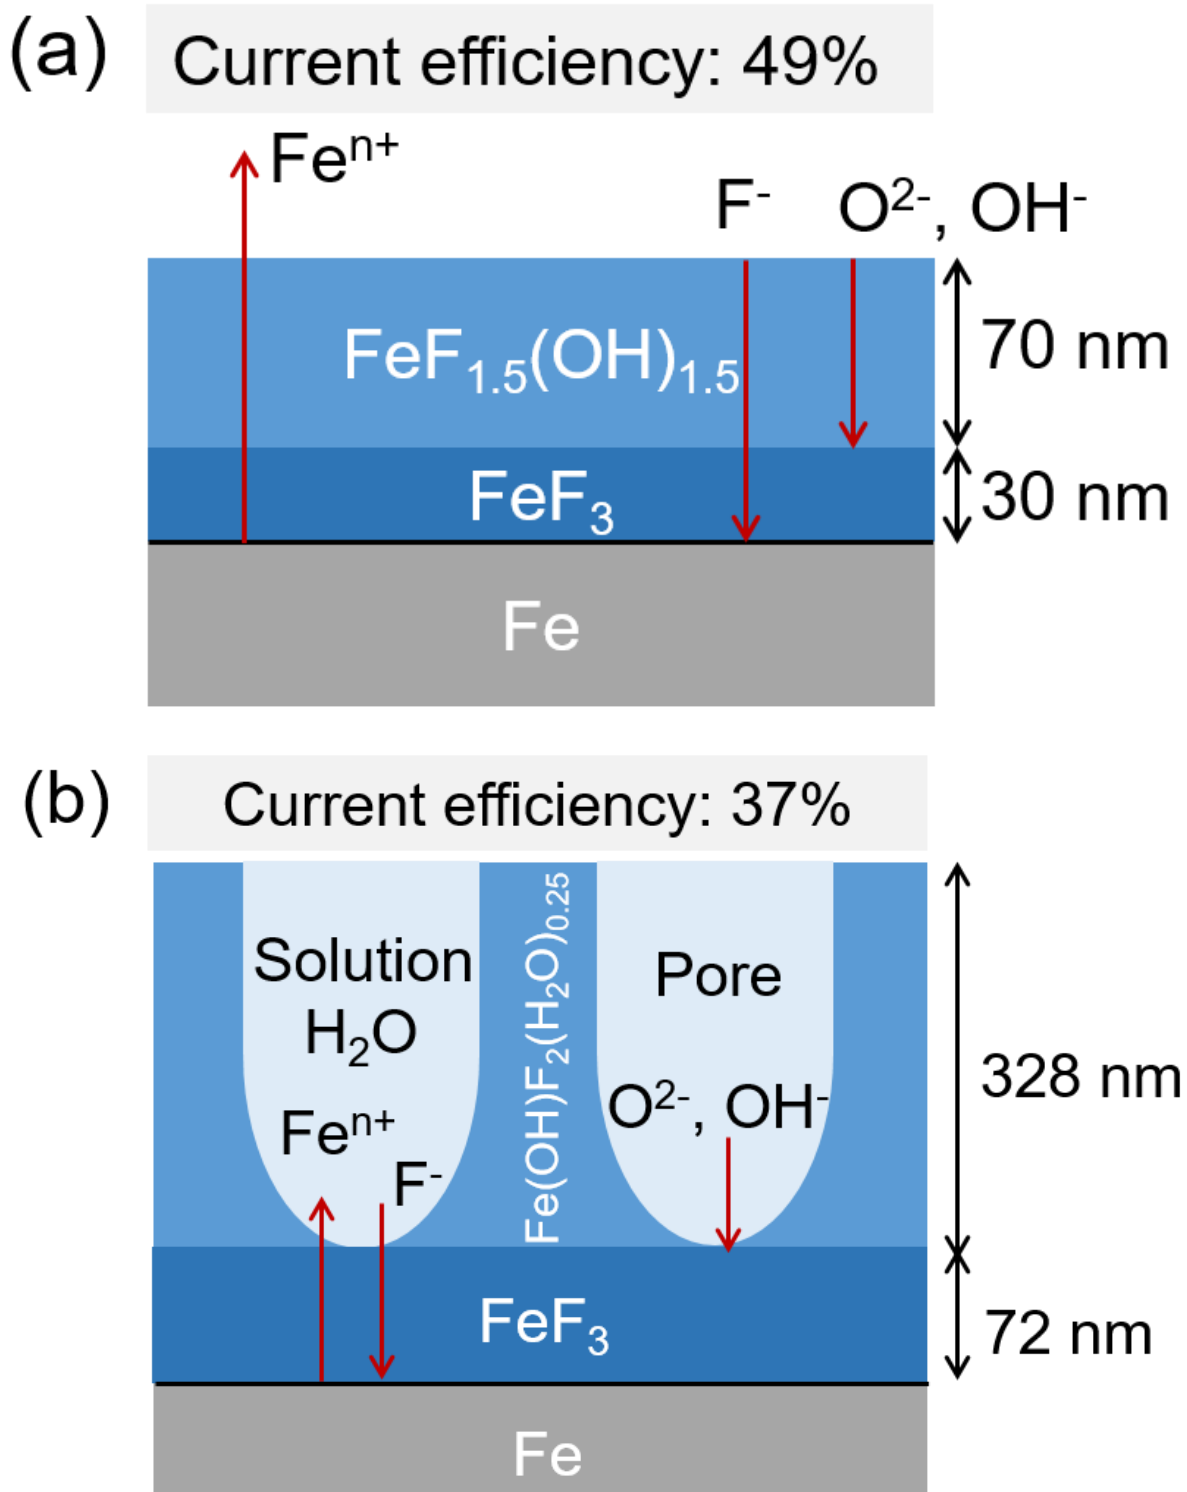 (a)
Current efficiency: 49%
Feⁿ⁺
F⁻
O²⁻, OH⁻
FeF₁.₅(OH)₁.₅
70 nm
FeF₃
30 nm
Fe
(b)
Current efficiency: 37%
Solution
H₂O
Feⁿ⁺
F⁻
Fe(OH)F₂(H₂O)₀.₂₅
Pore
O²⁻, OH⁻
328 nm
FeF₃
72 nm
Fe